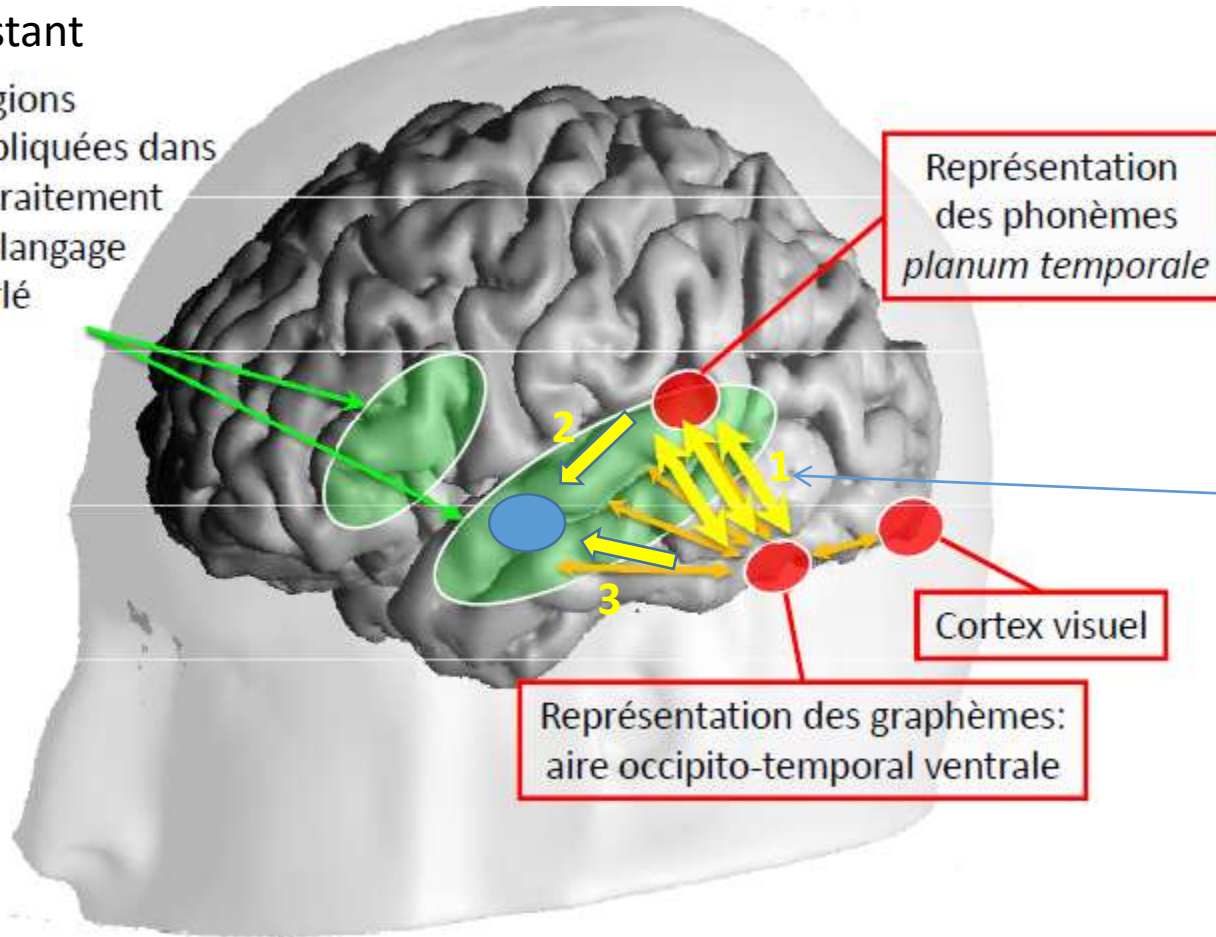 stant
gions
pliquées dans
raitement
langage
rlé
Représentation
des phonèmes
planum temporale
2
1
3
Cortex visuel
Représentation des graphèmes:
aire occipito-temporal ventrale